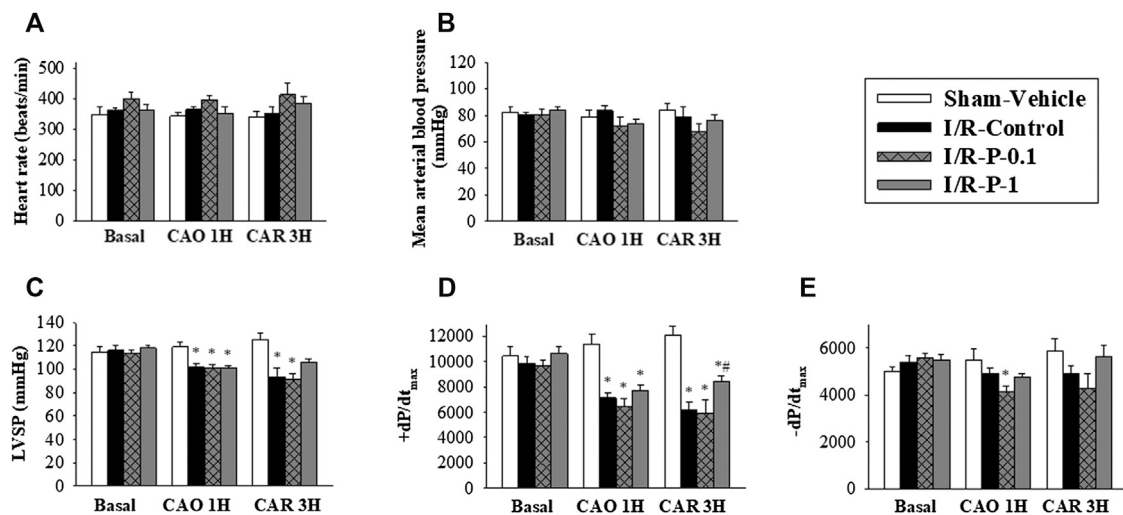 A
Heart rate (beats/min)
500
400
300
200
100
0
Basal CAO 1H CAR 3H
B
Mean arterial blood pressure
(mmHg)
120
100
80
60
40
20
0
Basal CAO 1H CAR 3H
Sham-Vehicle
I/R-Control
I/R-P-0.1
I/R-P-1
C
LVSP (mmHg)
140
120
100
80
60
40
20
0
* * * * *
Basal CAO 1H CAR 3H
D
+dP/dtmax
12000
10000
8000
6000
4000
2000
0
* * * * * *#
Basal CAO 1H CAR 3H
E
-dP/dtmax
6000
4000
2000
0
*
Basal CAO 1H CAR 3H